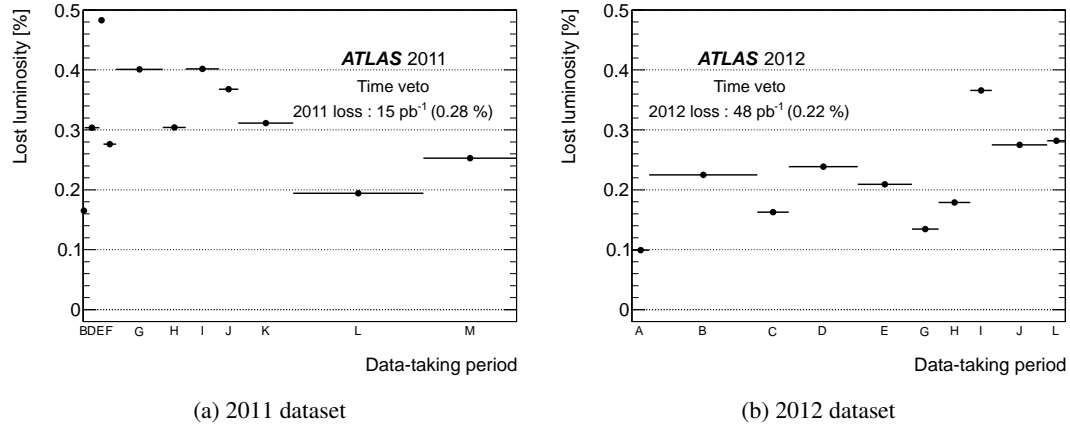 Lost luminosity [%]
0.5
0.4
0.3
0.2
0.1
0
ATLAS 2011
Time veto
2011 loss : 15 pb⁻¹ (0.28 %)
B D E F G H I J K L M
Data-taking period
(a) 2011 dataset
Lost luminosity [%]
0.5
0.4
0.3
0.2
0.1
0
ATLAS 2012
Time veto
2012 loss : 48 pb⁻¹ (0.22 %)
A B C D E G H I J L
Data-taking period
(b) 2012 dataset